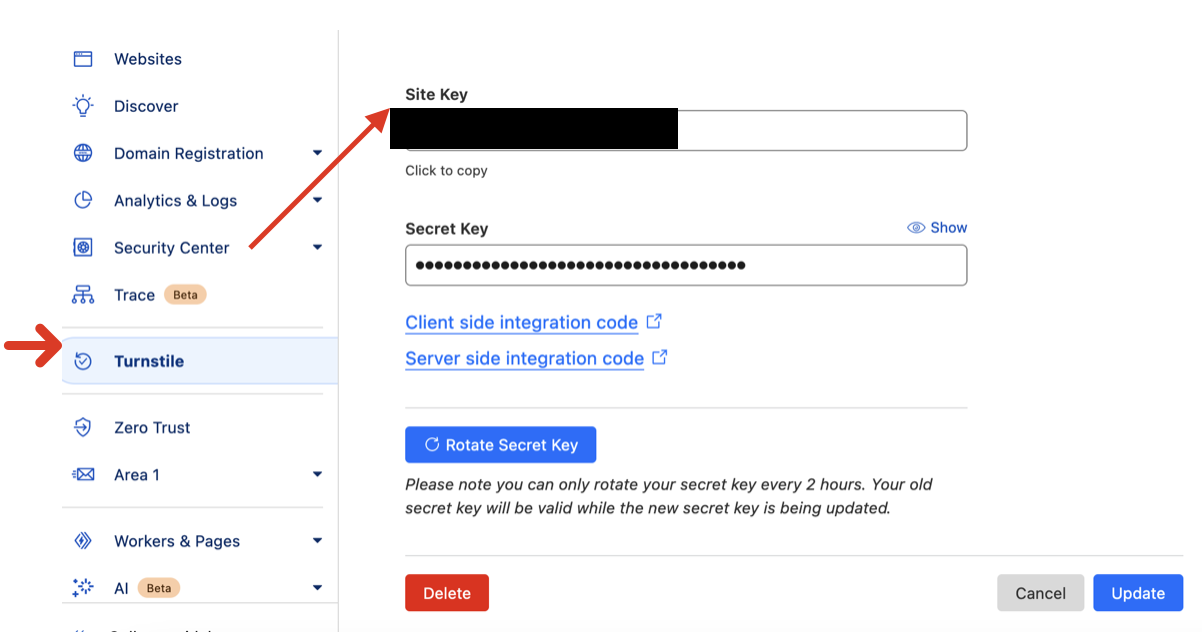 Websites
Discover
Domain Registration
Analytics & Logs
Security Center
Trace Beta
Turnstile
Zero Trust
Area 1
Workers & Pages
AI Beta
Site Key
Click to copy
Secret Key
Show
Client side integration code
Server side integration code
Rotate Secret Key
Please note you can only rotate your secret key every 2 hours. Your old
secret key will be valid while the new secret key is being updated.
Delete
Cancel
Update